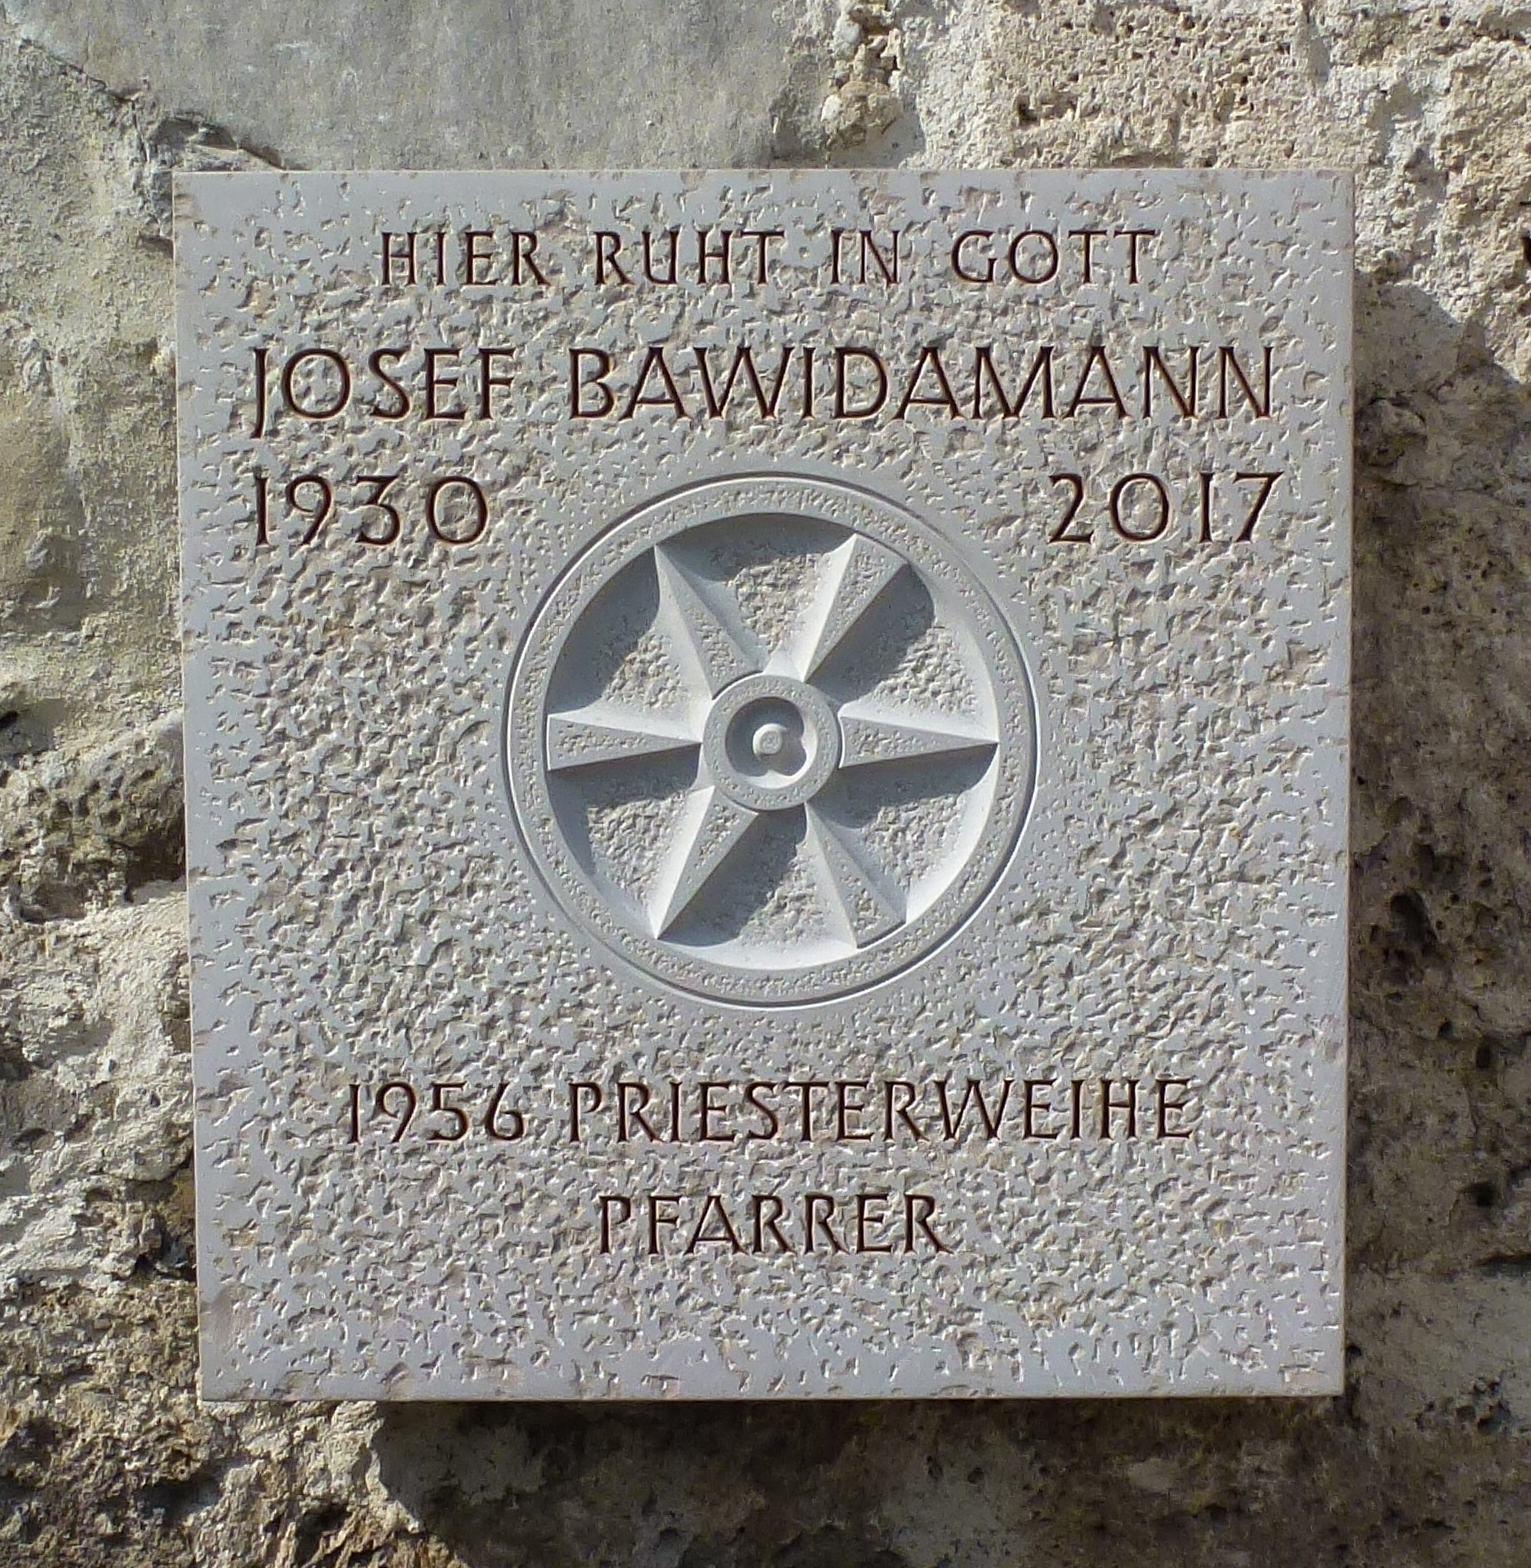 HIER RUHT IN GOTT
JOSEF BAWIDAMANN
1930 2017
1956 PRIESTERWEIHE
PFARRER